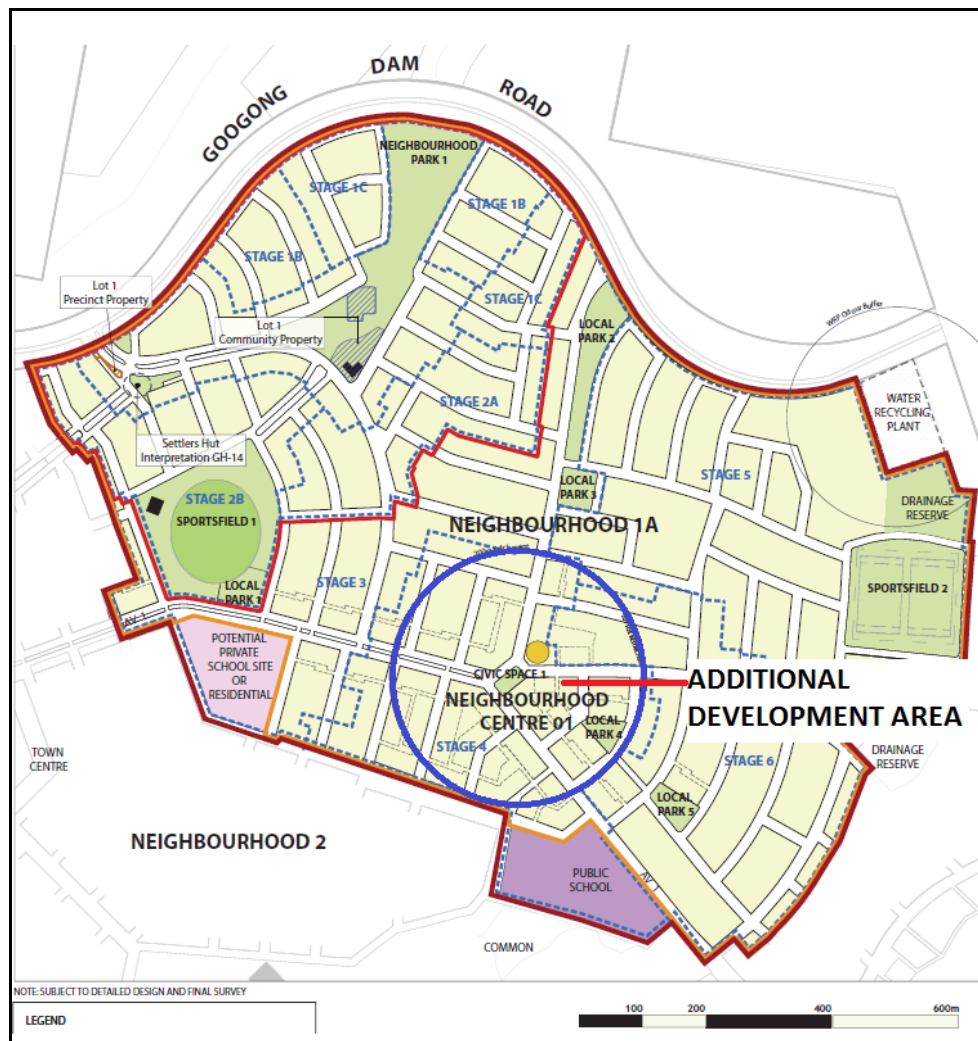 GOOGONG
DAM
ROAD
NEIGHBOURHOOD
PARK 1
STAGE 1C
STAGE 1B
STAGE 1B
Lot 1
Precinct Property
STAGE 1C
WRP Odour Buffer
Lot 1
Community Property
LOCAL
PARK 2
STAGE 2A
WATER
RECYCLING
PLANT
Settlers Hut
Interpretation GH-14
STAGE 5
LOCAL
PARK 3
STAGE 2B
SPORTSFIELD 1
DRAINAGE
RESERVE
NEIGHBOURHOOD 1A
STAGE 3
LOCAL
PARK 1
SPORTSFIELD 2
AV 1
POTENTIAL
PRIVATE
SCHOOL SITE
OR
RESIDENTIAL
CIVIC SPACE 1
NEIGHBOURHOOD
CENTRE 01
ADDITIONAL
DEVELOPMENT AREA
LOCAL
PARK 4
STAGE 4
TOWN
CENTRE
DRAINAGE
RESERVE
STAGE 6
LOCAL
PARK 5
NEIGHBOURHOOD 2
PUBLIC
SCHOOL
COMMON
NOTE: SUBJECT TO DETAILED DESIGN AND FINAL SURVEY
LEGEND
100 200 400 600m